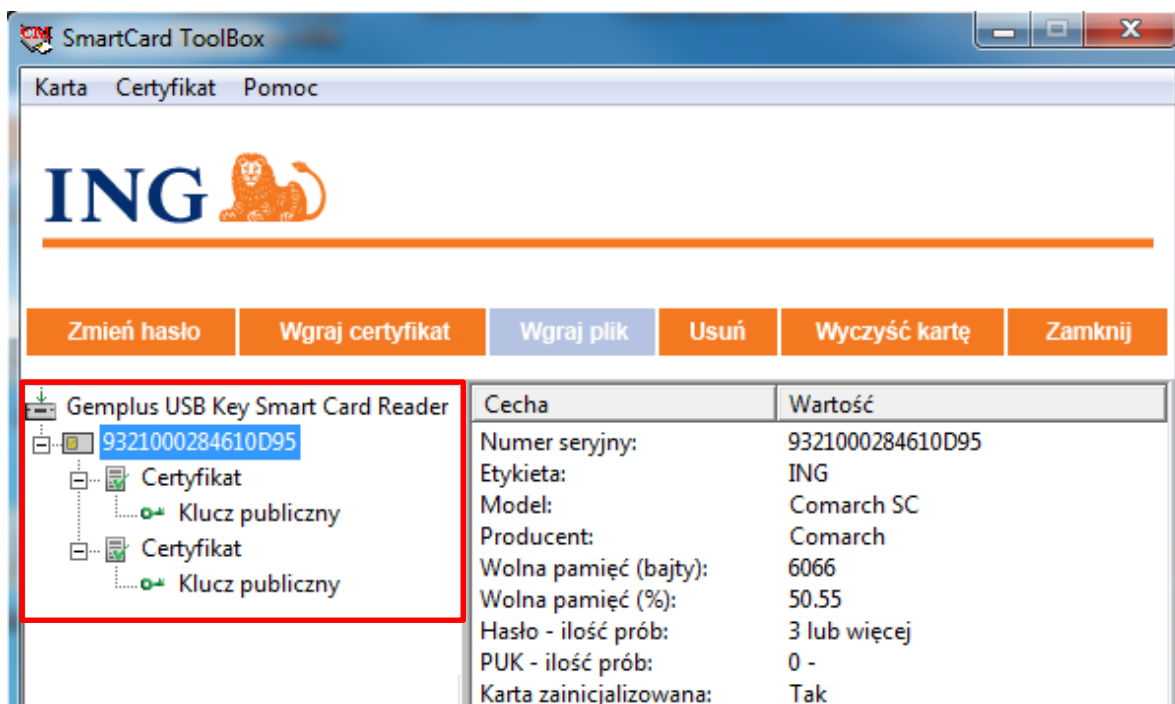 SmartCard ToolBox
Karta Certyfikat Pomoc
ING
Zmień hasło Wgraj certyfikat Wgraj plik Usuń Wyczyść kartę Zamknij
Gemplus USB Key Smart Card Reader
9321000284610D95
Certyfikat
Klucz publiczny
Certyfikat
Klucz publiczny
Cecha Wartość
Numer seryjny: 9321000284610D95
Etykieta: ING
Model: Comarch SC
Producent: Comarch
Wolna pamięć (bajty): 6066
Wolna pamięć (%): 50.55
Hasło - ilość prób: 3 lub więcej
PUK - ilość prób: 0 -
Karta zainicjalizowana: Tak